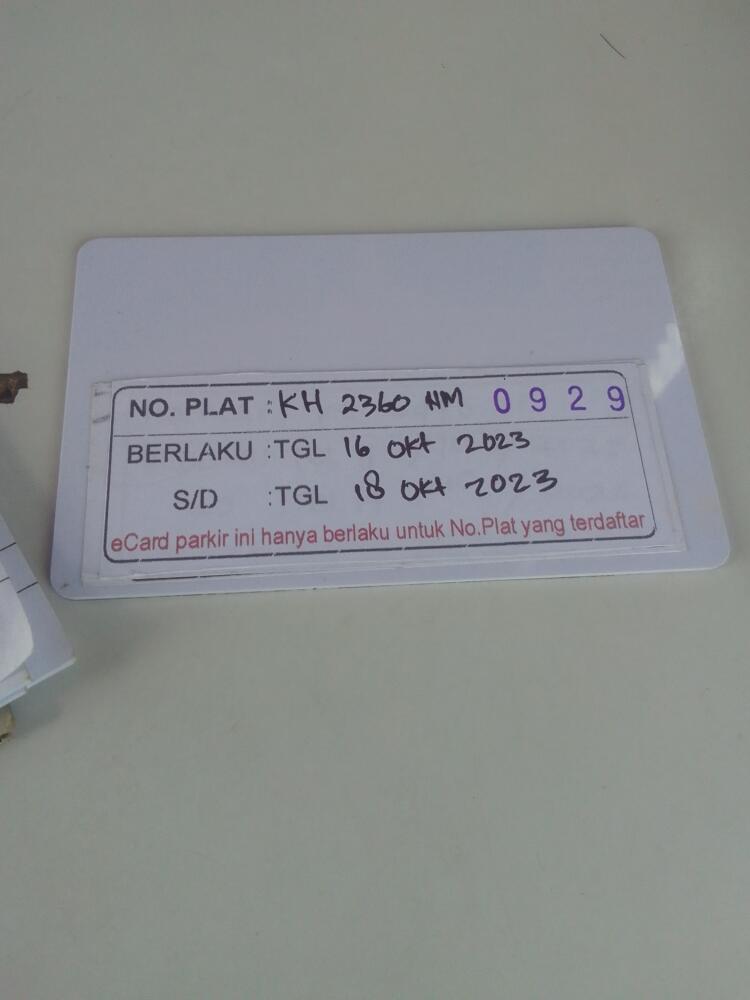 NO. PLAT : KH 2360 HM 0929
BERLAKU : TGL 16 Okt 2023
S/D : TGL 18 Okt 2023
eCard parkir ini hanya berlaku untuk No.Plat yang terdaftar